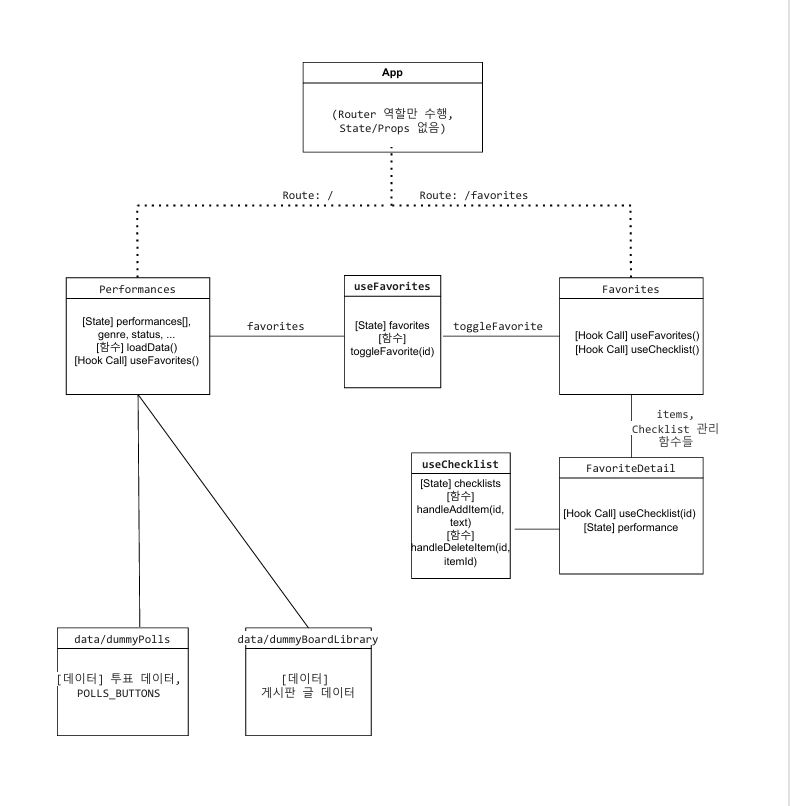 App
(Router 역할만 수행,
State/Props 없음)
Route: /
Route: /favorites
Performances
[State] performances[],
genre, status, ...
[함수] loadData()
[Hook Call] useFavorites()
favorites
useFavorites
[State] favorites
[함수]
toggleFavorite(id)
toggleFavorite
Favorites
[Hook Call] useFavorites()
[Hook Call] useChecklist()
items,
Checklist 관리
함수들
useChecklist
[State] checklists
[함수]
handleAddItem(id,
text)
[함수]
handleDeleteItem(id,
itemId)
FavoriteDetail
[Hook Call] useChecklist(id)
[State] performance
data/dummyPolls
[데이터] 투표 데이터,
POLLS_BUTTONS
data/dummyBoardLibrary
[데이터]
게시판 글 데이터